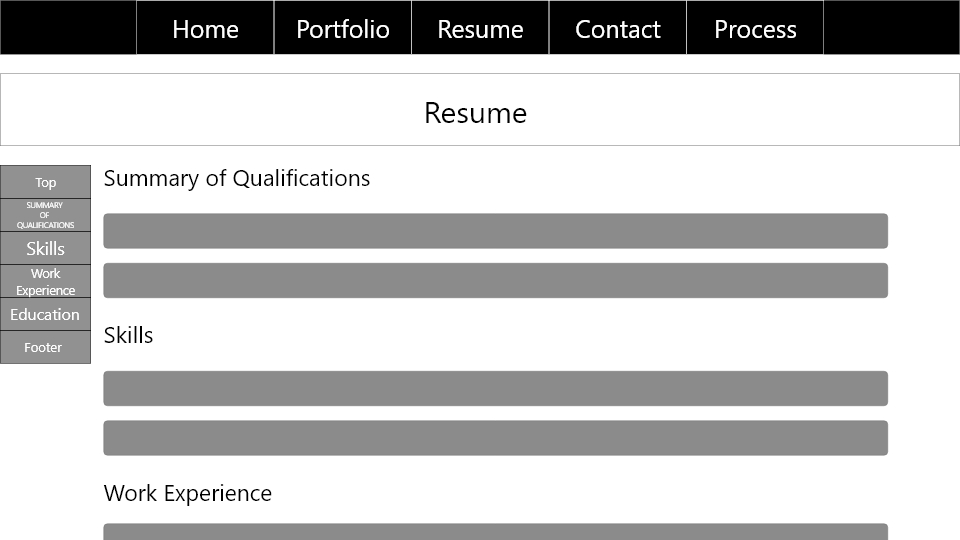 Home Portfolio Resume Contact Process
Resume
Top
SUMMARY
OF
QUALIFICATIONS
Skills
Work
Experience
Education
Footer
Summary of Qualifications
Skills
Work Experience